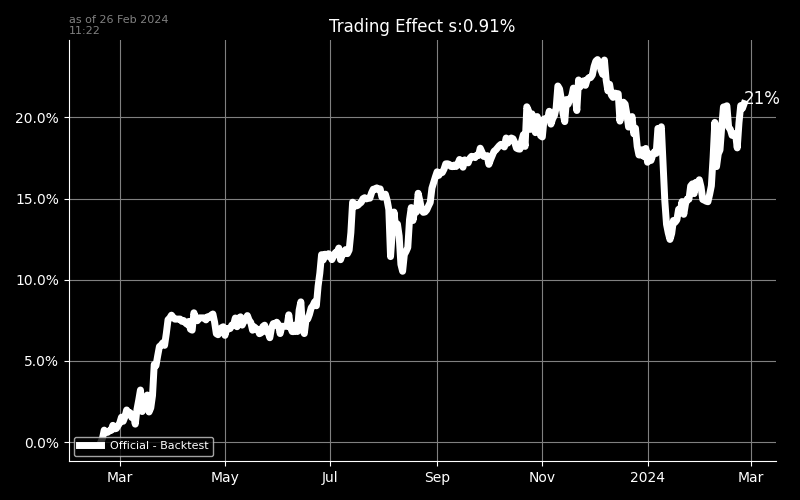 as of 26 Feb 2024
11:22
Trading Effect s:0.91%
20.0%
15.0%
10.0%
5.0%
0.0%
21%
Official - Backtest
Mar
May
Jul
Sep
Nov
2024
Mar